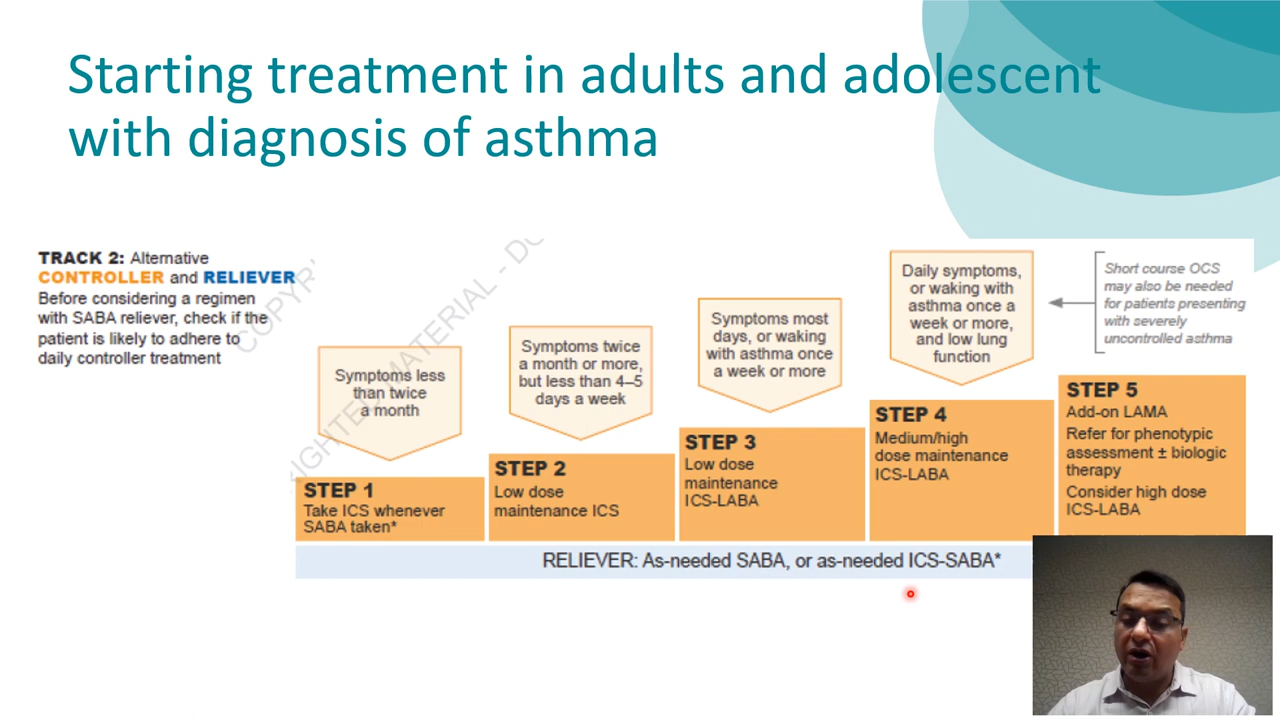 Starting treatment in adults and adolescent
with diagnosis of asthma
TRACK 2: Alternative
CONTROLLER and RELIEVER
Before considering a regimen
with SABA reliever, check if the
patient is likely to adhere to
daily controller treatment
Symptoms less
than twice
a month
Symptoms twice
a month or more,
but less than 4–5
days a week
Symptoms most
days, or waking
with asthma once
a week or more
Daily symptoms,
or waking with
asthma once a
week or more,
and low lung
function
Short course OCS
may also be needed
for patients presenting
with severely
uncontrolled asthma
STEP 1
Take ICS whenever
SABA taken*
STEP 2
Low dose
maintenance ICS
STEP 3
Low dose
maintenance
ICS-LABA
STEP 4
Medium/high
dose maintenance
ICS-LABA
STEP 5
Add-on LAMA
Refer for phenotypic
assessment ± biologic
therapy
Consider high dose
ICS-LABA
RELIEVER: As-needed SABA, or as-needed ICS-SABA*